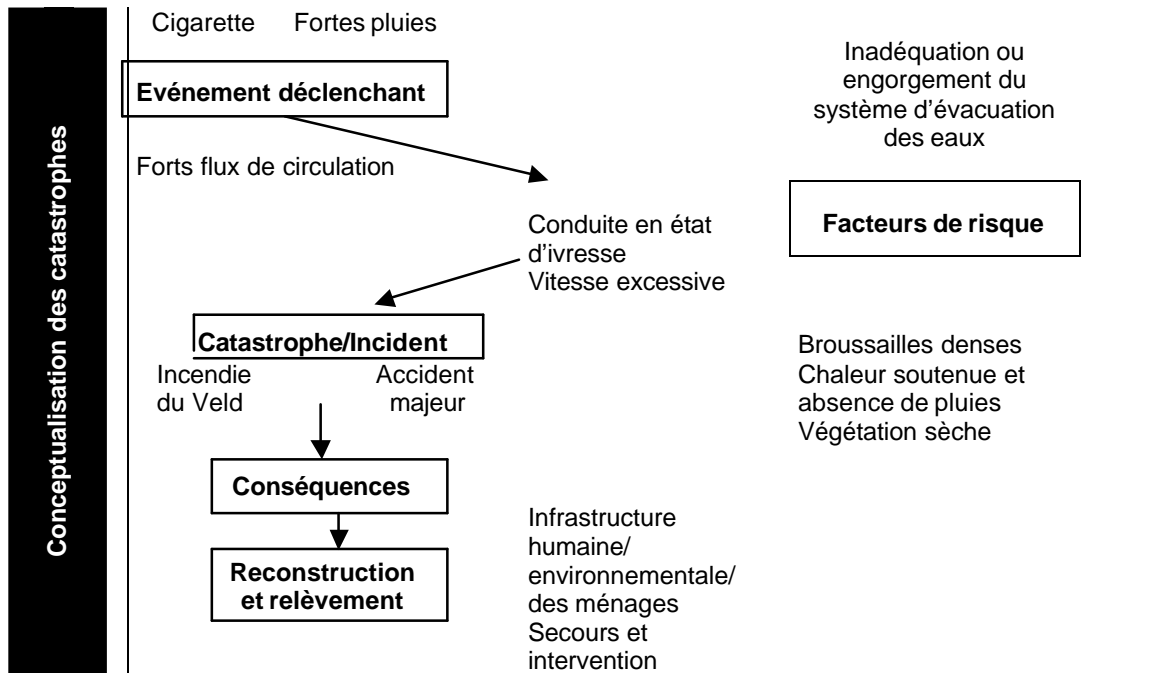 Conceptualisation des catastrophes
Cigarette Fortes pluies
Evénement déclenchant
Forts flux de circulation
Inadéquation ou
engorgement du
système d’évacuation
des eaux
Conduite en état
d’ivresse
Vitesse excessive
Facteurs de risque
Catastrophe/Incident
Incendie
du Veld
Accident
majeur
Broussailles denses
Chaleur soutenue et
absence de pluies
Végétation sèche
Conséquences
Reconstruction
et relèvement
Infrastructure
humaine/
environnementale/
des ménages
Secours et
intervention